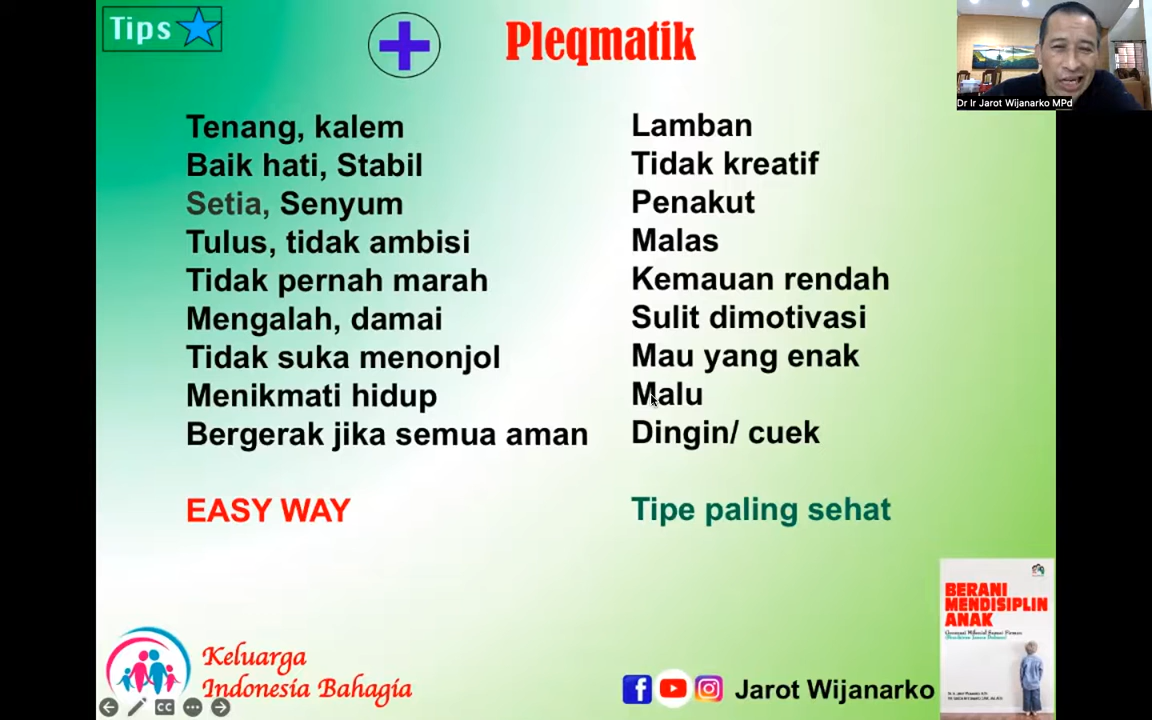 Tips
Pleqmatik
Dr Ir Jarot Wijanarko MPd
Tenang, kalem
Baik hati, Stabil
Setia, Senyum
Tulus, tidak ambisi
Tidak pernah marah
Mengalah, damai
Tidak suka menonjol
Menikmati hidup
Bergerak jika semua aman
EASY WAY
Lamban
Tidak kreatif
Penakut
Malas
Kemauan rendah
Sulit dimotivasi
Mau yang enak
Malu
Dingin/ cuek
Tipe paling sehat
Keluarga
Indonesia Bahagia
CC
Jarot Wijanarko
BERANI
MENDISIPLIN
ANAK